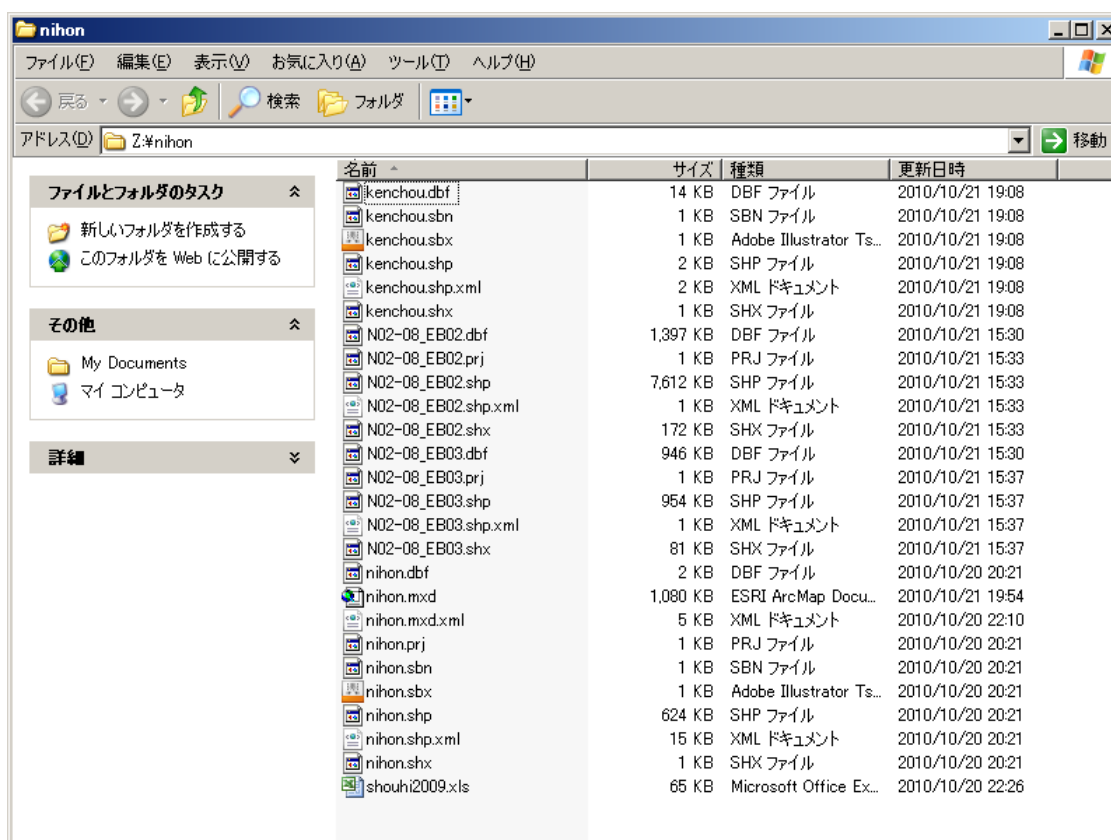 nihon
ファイル(F) 編集(E) 表示(V) お気に入り(A) ツール(T) ヘルプ(H)
戻る 検索 フォルダ
アドレス(D) Z:¥nihon 移動
ファイルとフォルダのタスク
新しいフォルダを作成する
このフォルダを Web に公開する
その他
My Documents
マイ コンピュータ
詳細
名前 サイズ 種類 更新日時
kenchou.dbf 14 KB DBF ファイル 2010/10/21 19:08
kenchou.sbn 1 KB SBN ファイル 2010/10/21 19:08
kenchou.sbx 1 KB Adobe Illustrator Ts... 2010/10/21 19:08
kenchou.shp 2 KB SHP ファイル 2010/10/21 19:08
kenchou.shp.xml 2 KB XML ドキュメント 2010/10/21 19:08
kenchou.shx 1 KB SHX ファイル 2010/10/21 19:08
N02-08_EB02.dbf 1,397 KB DBF ファイル 2010/10/21 15:30
N02-08_EB02.prj 1 KB PRJ ファイル 2010/10/21 15:33
N02-08_EB02.shp 7,612 KB SHP ファイル 2010/10/21 15:33
N02-08_EB02.shp.xml 1 KB XML ドキュメント 2010/10/21 15:33
N02-08_EB02.shx 172 KB SHX ファイル 2010/10/21 15:33
N02-08_EB03.dbf 946 KB DBF ファイル 2010/10/21 15:30
N02-08_EB03.prj 1 KB PRJ ファイル 2010/10/21 15:37
N02-08_EB03.shp 954 KB SHP ファイル 2010/10/21 15:37
N02-08_EB03.shp.xml 1 KB XML ドキュメント 2010/10/21 15:37
N02-08_EB03.shx 81 KB SHX ファイル 2010/10/21 15:37
nihon.dbf 2 KB DBF ファイル 2010/10/20 20:21
nihon.mxd 1,080 KB ESRI ArcMap Docu... 2010/10/21 19:54
nihon.mxd.xml 5 KB XML ドキュメント 2010/10/20 22:10
nihon.prj 1 KB PRJ ファイル 2010/10/20 20:21
nihon.sbn 1 KB SBN ファイル 2010/10/20 20:21
nihon.sbx 1 KB Adobe Illustrator Ts... 2010/10/20 20:21
nihon.shp 624 KB SHP ファイル 2010/10/20 20:21
nihon.shp.xml 15 KB XML ドキュメント 2010/10/20 20:21
nihon.shx 1 KB SHX ファイル 2010/10/20 20:21
shouhi2009.xls 65 KB Microsoft Office Ex... 2010/10/20 22:26